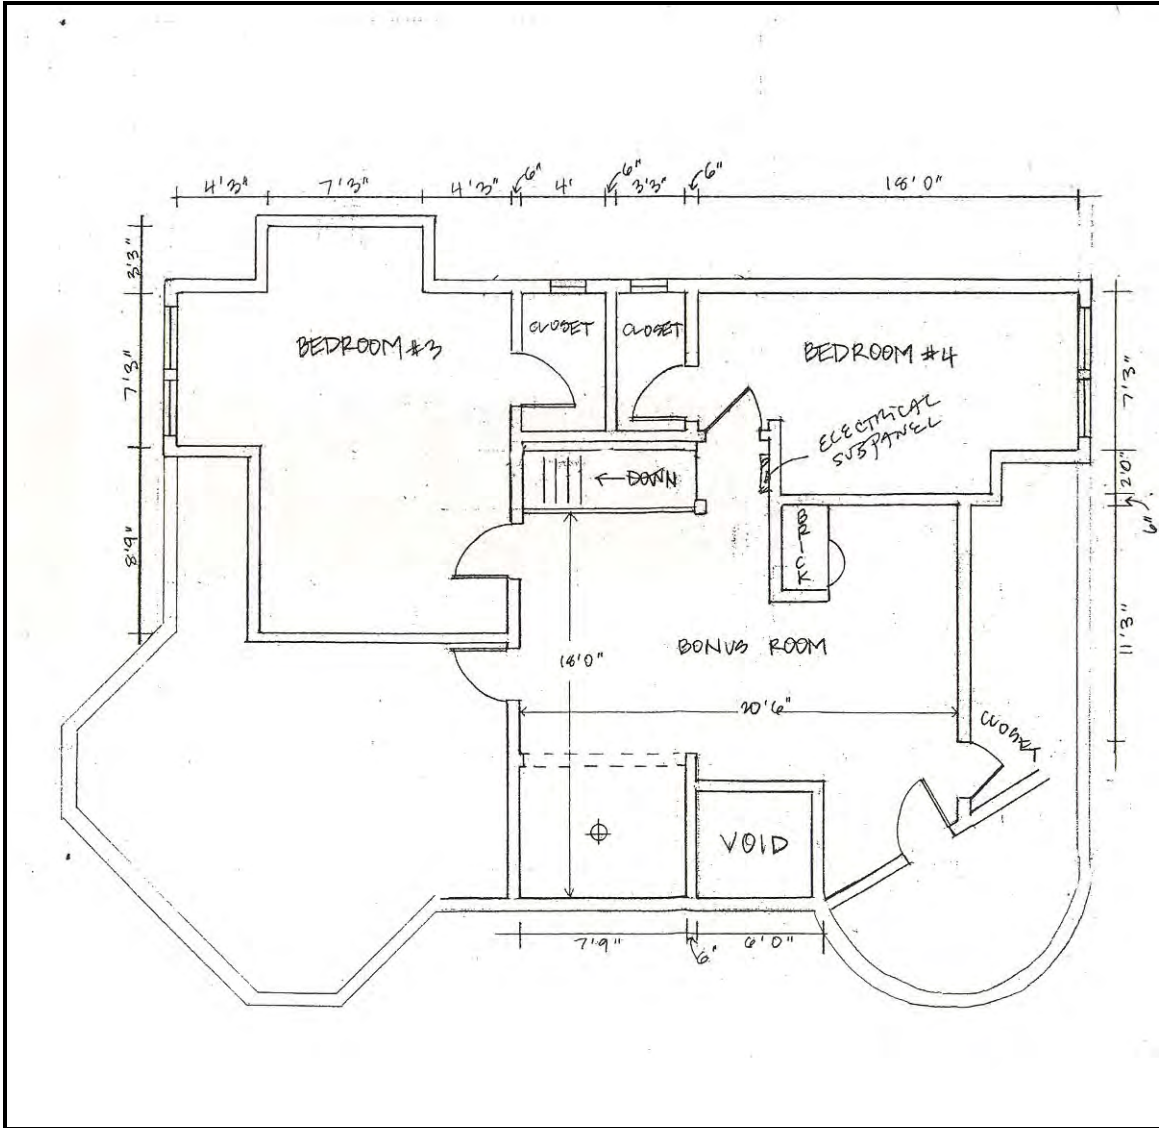 4'3" 7'3" 4'3" 6" 4' 6" 3'3" 6" 18'0"
3'3"
7'3"
8'9"
BEDROOM #3
CLOSET
CLOSET
BEDROOM #4
ELECTRICAL
SUBPANEL
←DOWN
BRICK
7'3"
20"
6"
11'3"
BONUS ROOM
18'0"
20'6"
CLOSET
VOID
7'9" 6" 6'0"